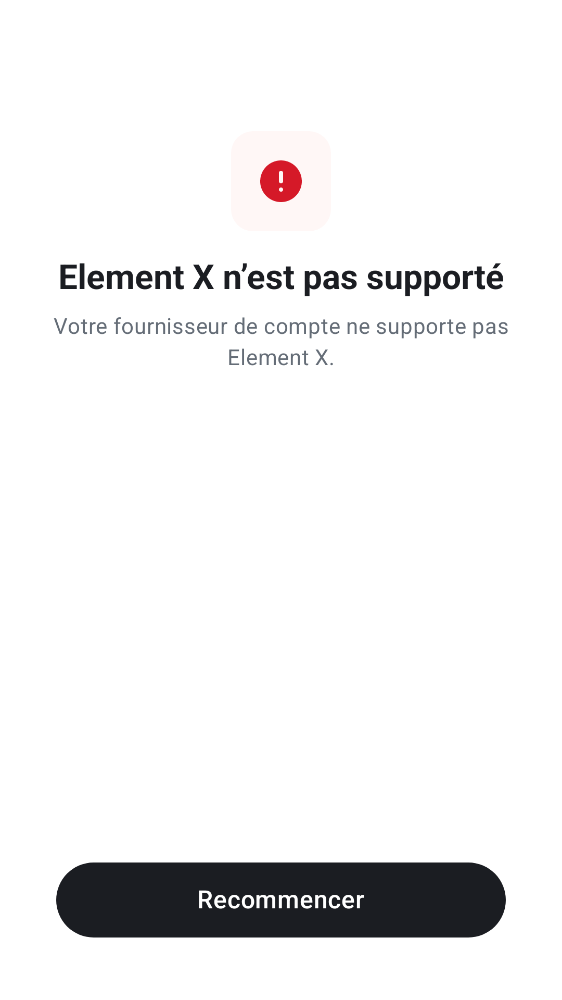 Element X n’est pas supporté
Votre fournisseur de compte ne supporte pas
Element X.
Recommencer